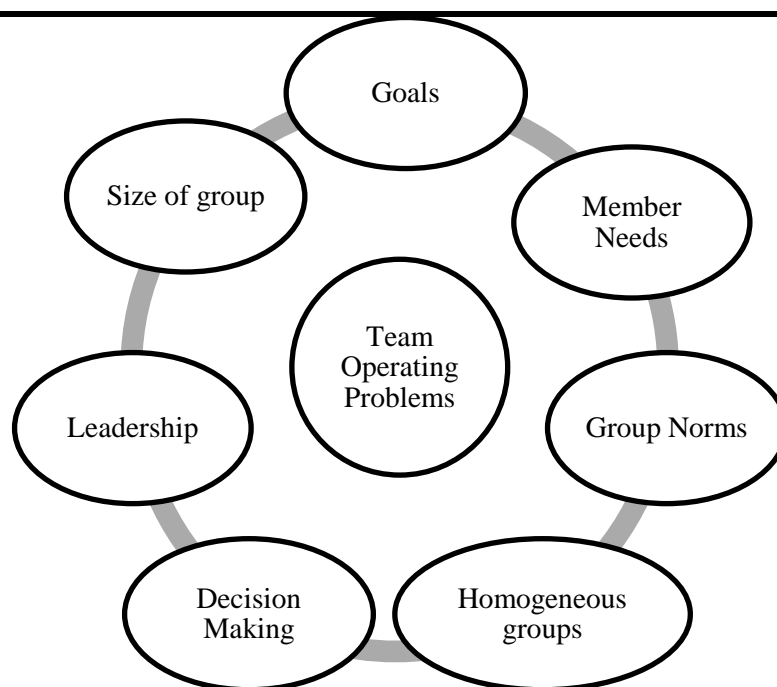 Goals
Size of group
Member
Needs
Team
Operating
Problems
Leadership
Group Norms
Decision
Making
Homogeneous
groups